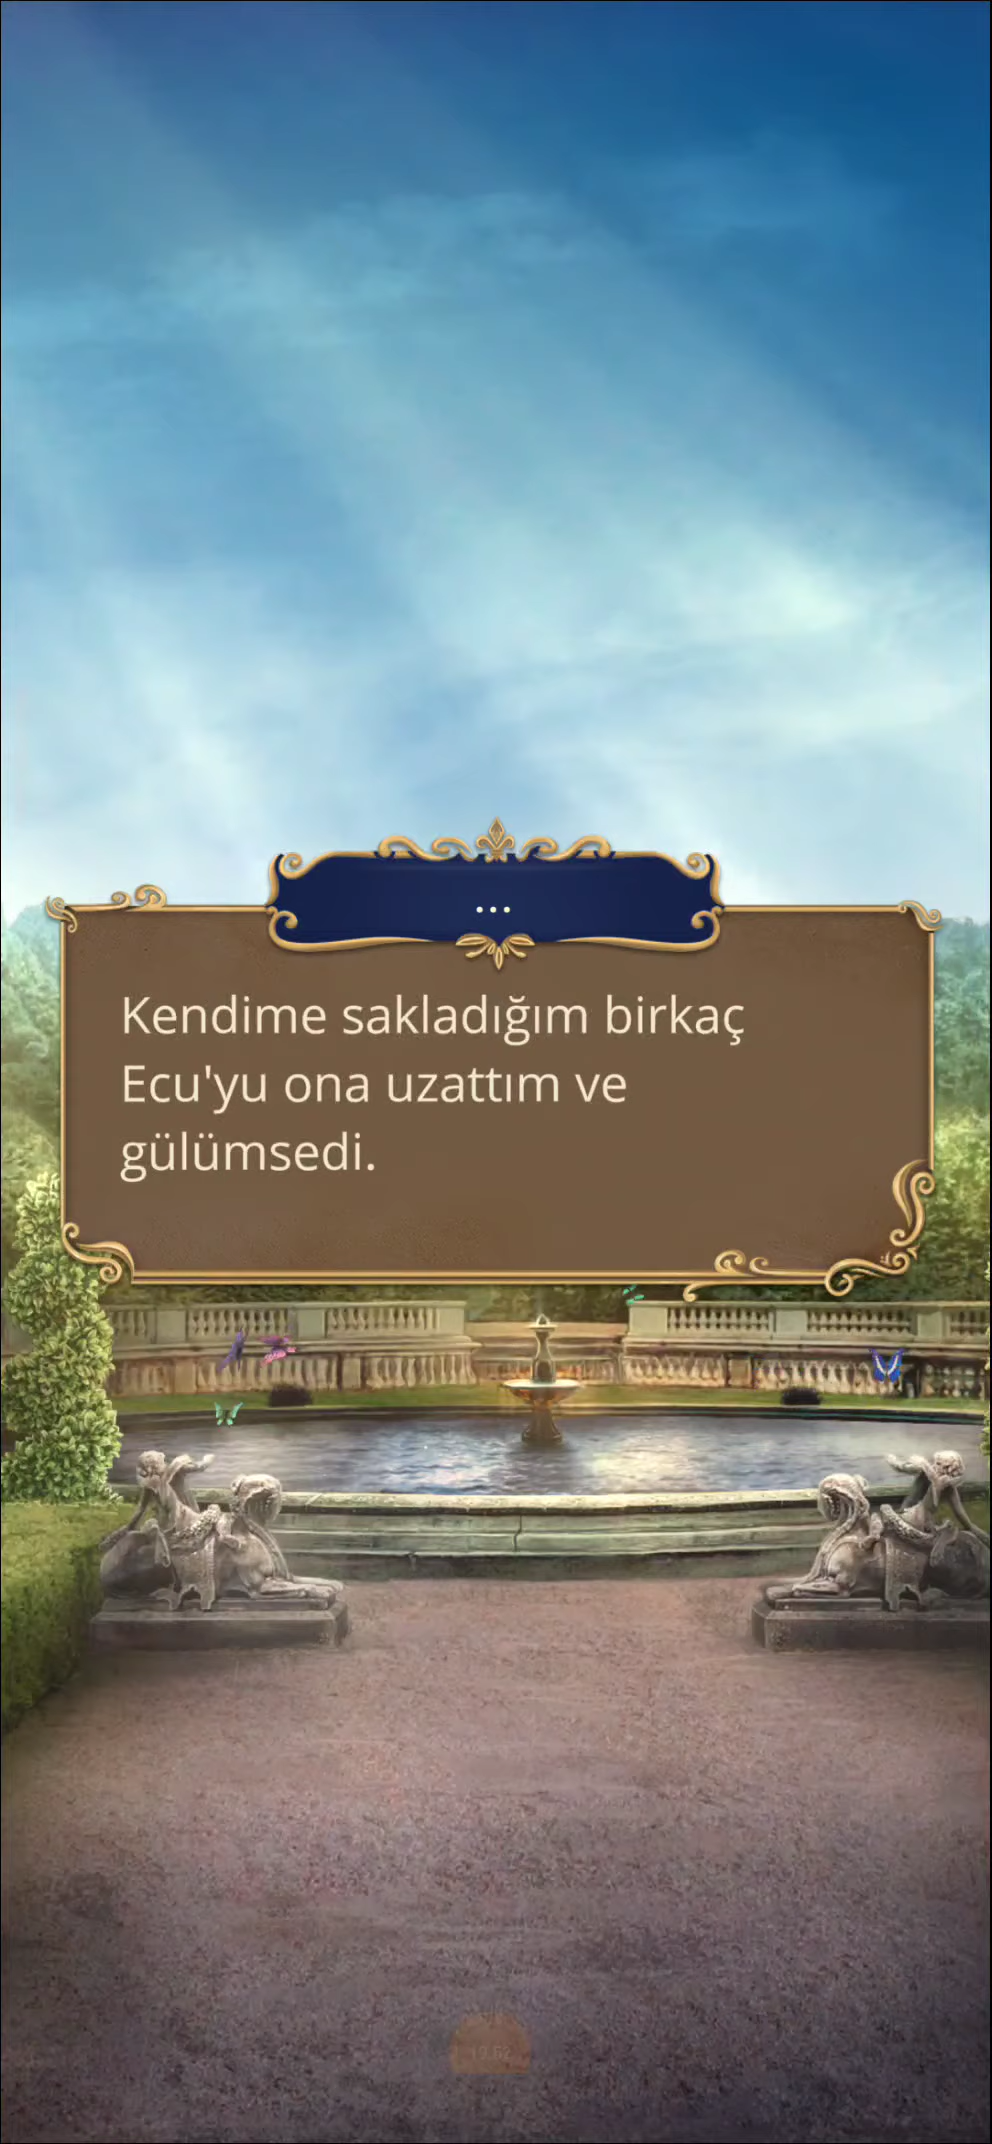 ...
Kendime sakladığım birkaç
Ecu'yu ona uzattım ve
gülümsedi.